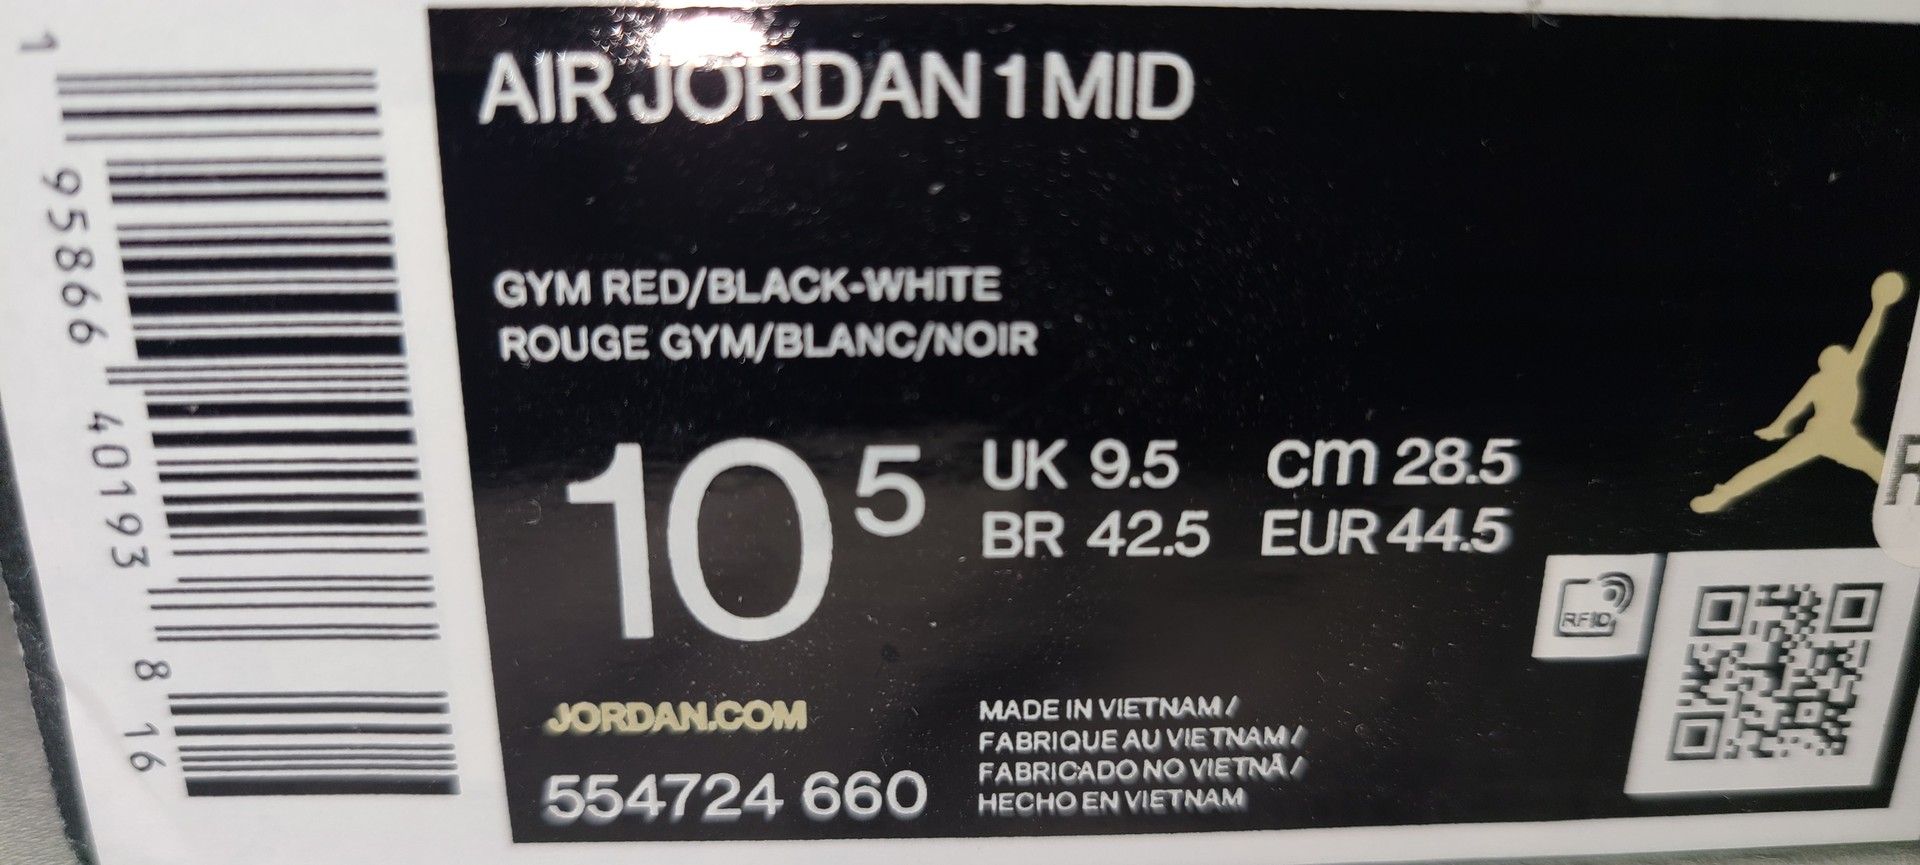 AIR JORDAN 1 MID
GYM RED/BLACK-WHITE
ROUGE GYM/BLANC/NOIR
10 5
UK 9.5 cm 28.5
BR 42.5 EUR 44.5
RFID
JORDAN.COM
554724 660
MADE IN VIETNAM /
FABRIQUE AU VIETNAM /
FABRICADO NO VIETNÃ /
HECHO EN VIETNAM
1 95866 40193 8 16